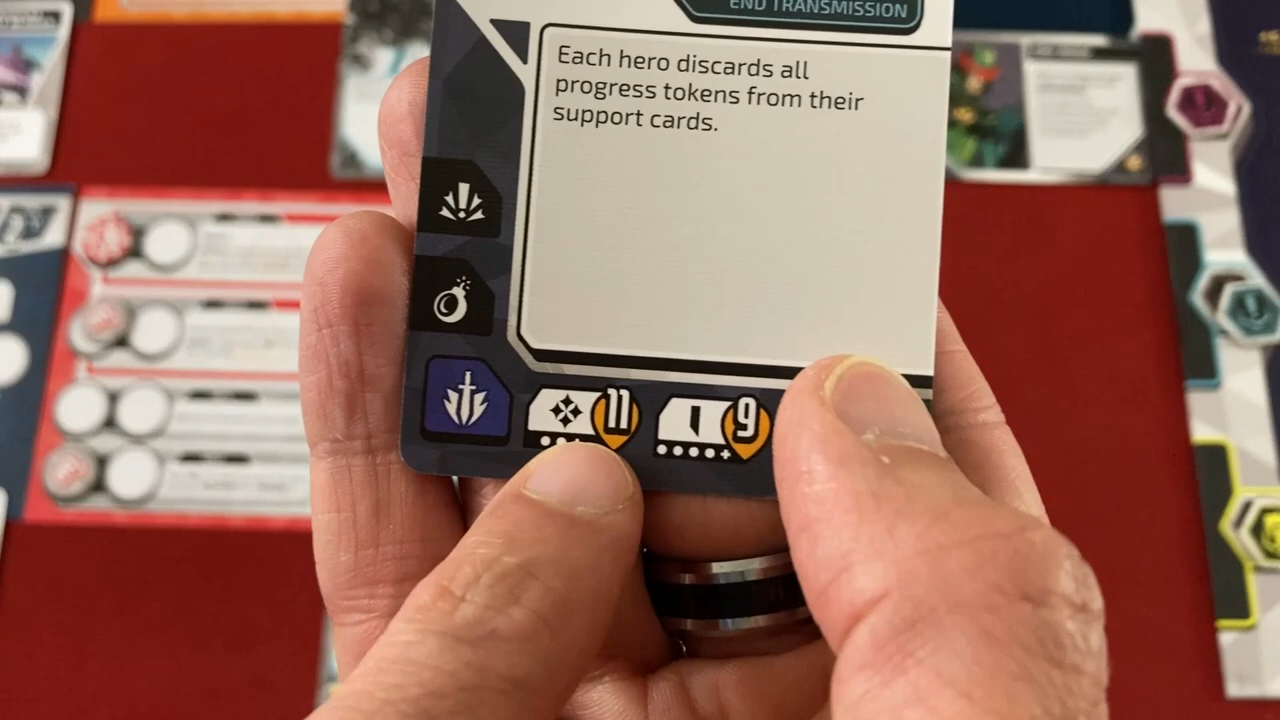 END TRANSMISSION
Each hero discards all
progress tokens from their
support cards.
11
9